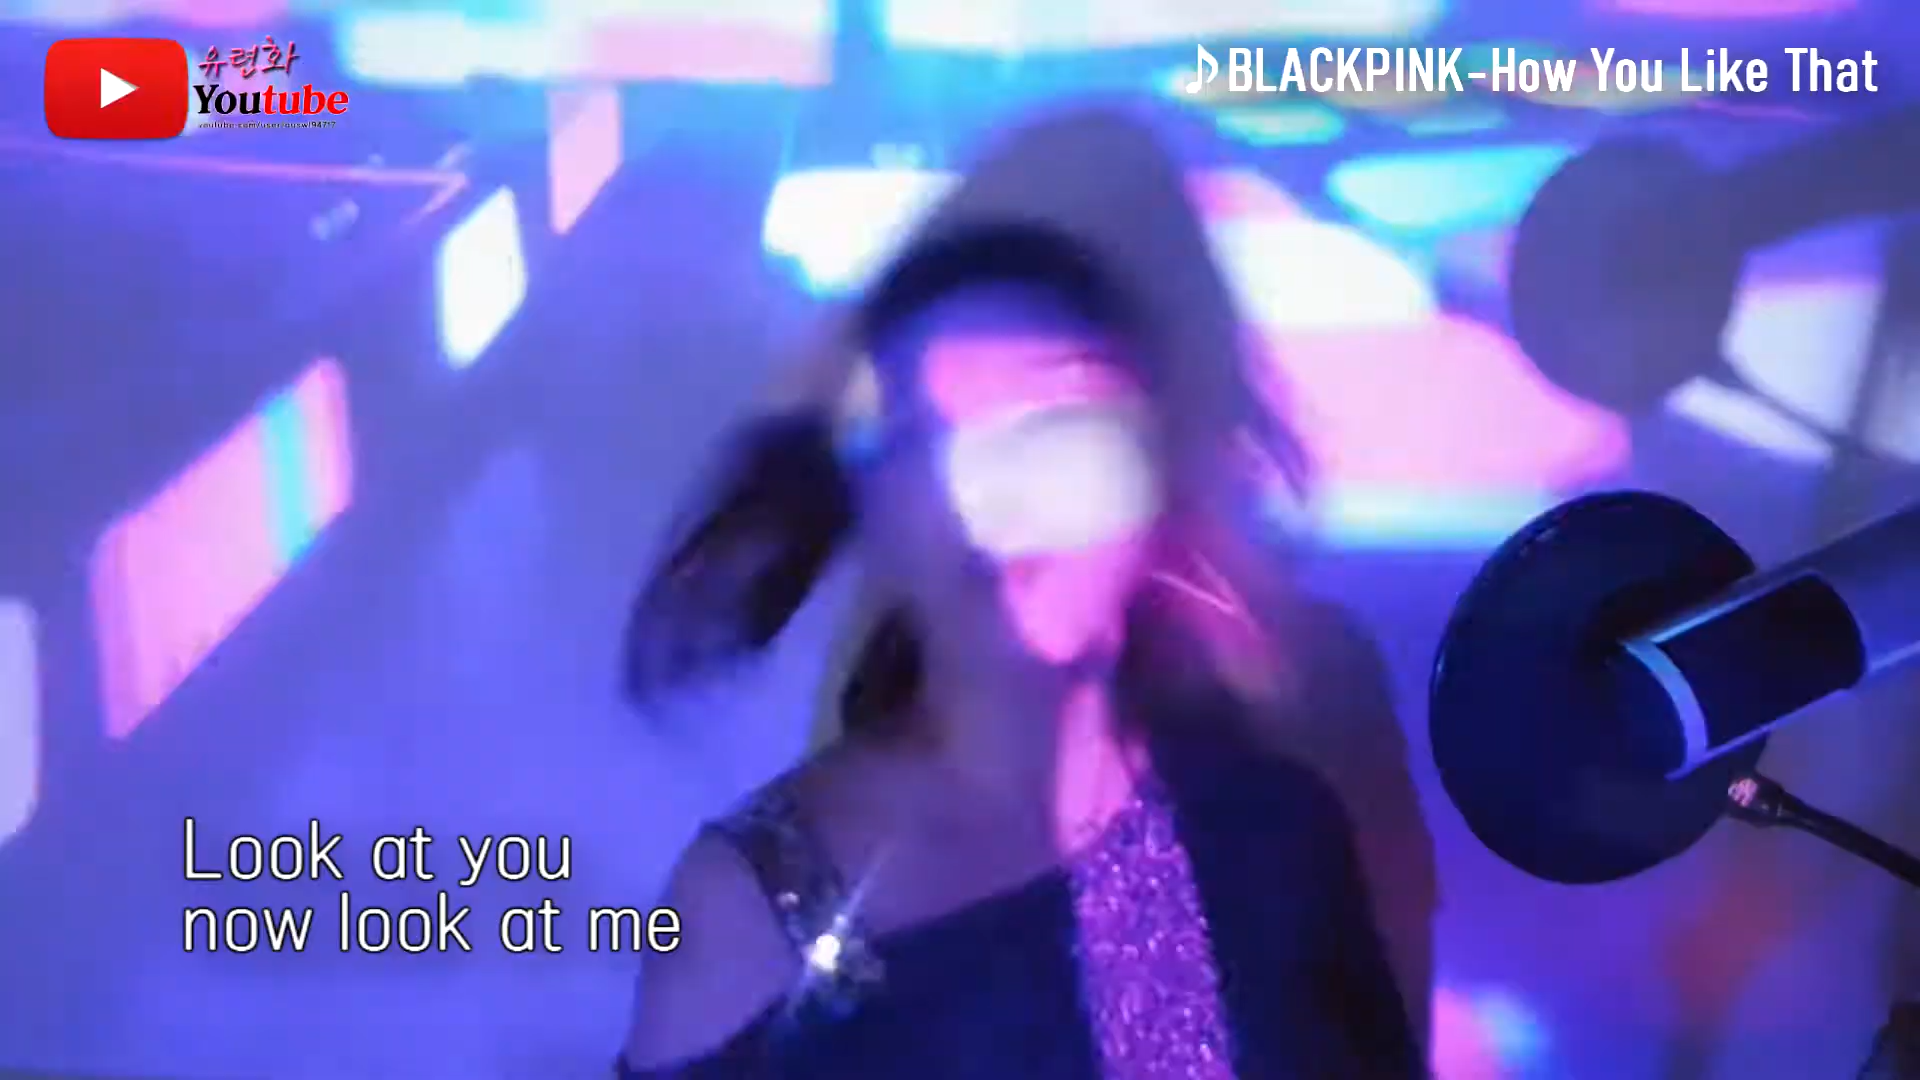 유련화
Youtube
♪BLACKPINK-How You Like That
Look at you
now look at me